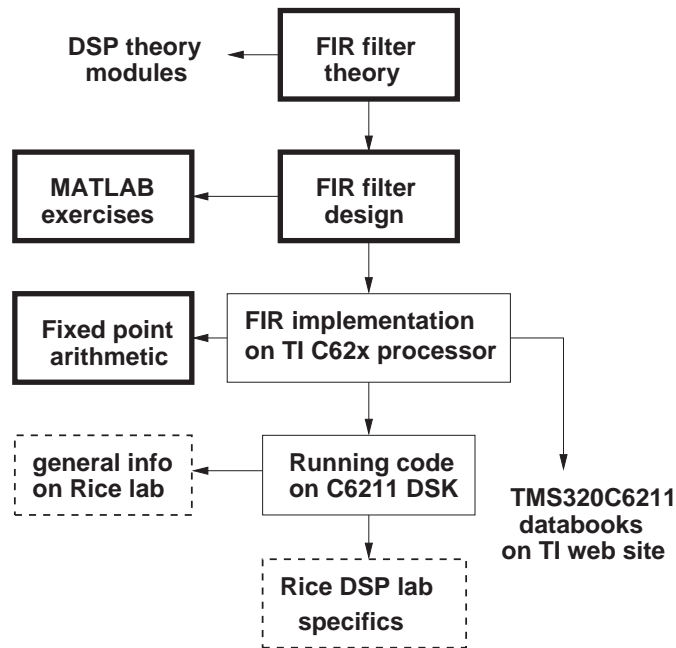 DSP theory
modules
FIR filter
theory
MATLAB
exercises
FIR filter
design
Fixed point
arithmetic
FIR implementation
on TI C62x processor
general info
on Rice lab
Running code
on C6211 DSK
TMS320C6211
databooks
on TI web site
Rice DSP lab
specifics